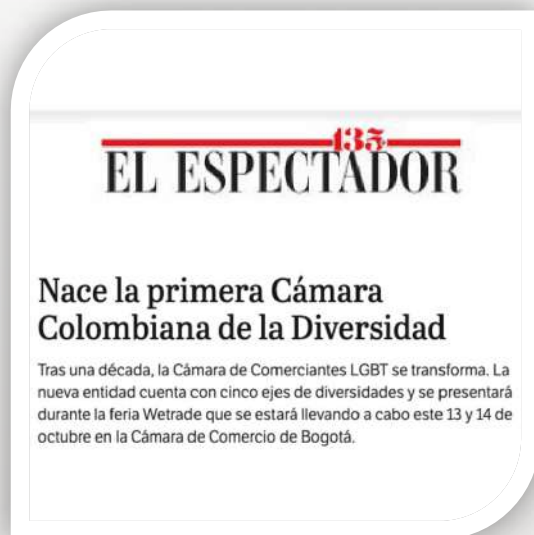 135
EL ESPECTADOR
Nace la primera Cámara
Colombiana de la Diversidad
Tras una década, la Cámara de Comerciantes LGBT se transforma. La
nueva entidad cuenta con cinco ejes de diversidades y se presentará
durante la feria Wetrade que se estará llevando a cabo este 13 y 14 de
octubre en la Cámara de Comercio de Bogotá.